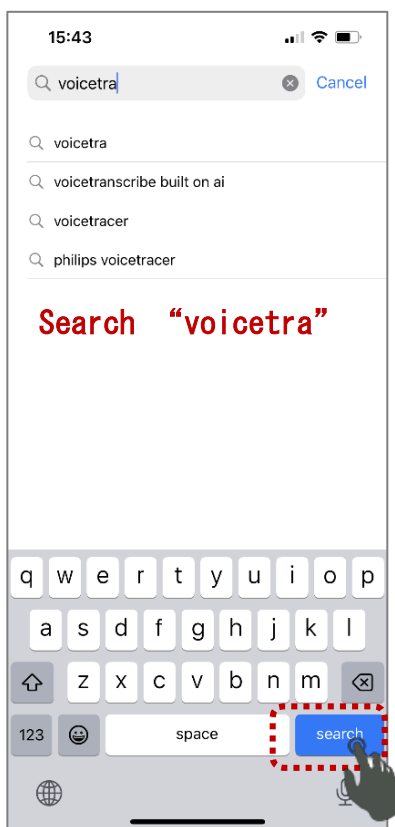 15:43
voicetra Cancel
voicetra
voicetranscribe built on ai
voicetracer
philips voicetracer
Search “voicetra”
q w e r t y u i o p
a s d f g h j k l
z x c v b n m
123 space search